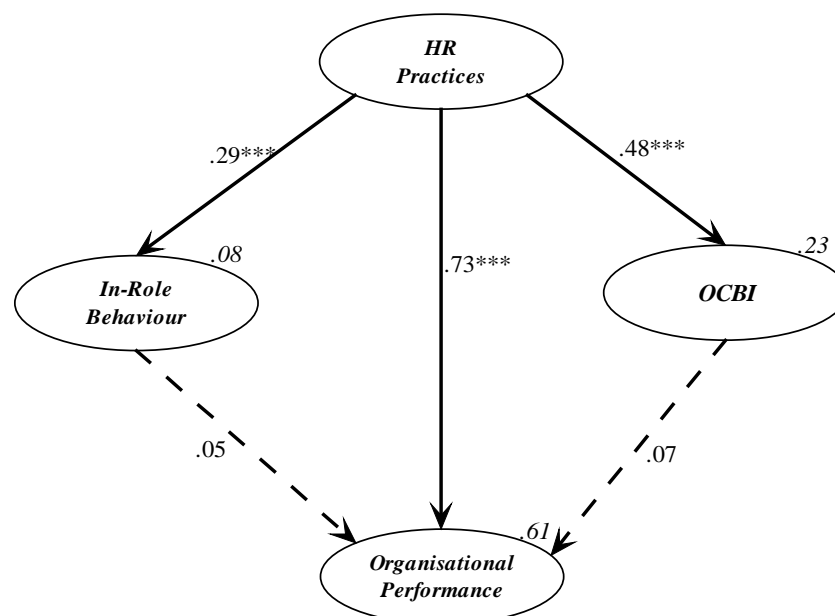 HR
Practices
.29***
.48***
.08
.23
.73***
In-Role
Behaviour
OCBI
.05
.07
.61
Organisational
Performance